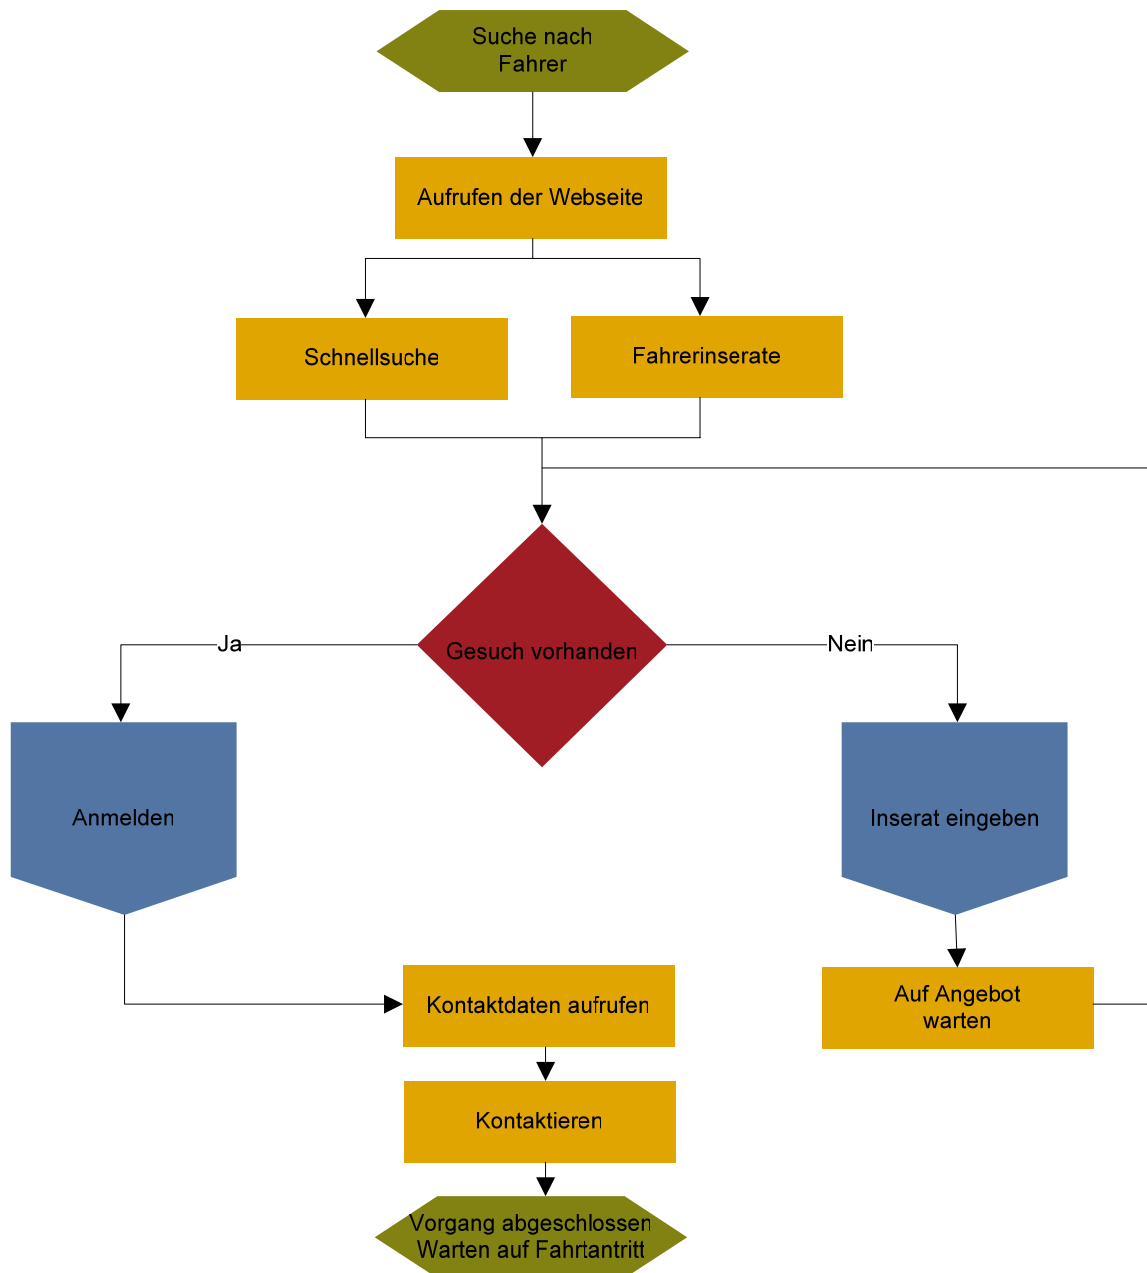 Suche nach
Fahrer
Aufrufen der Webseite
Schnellsuche
Fahrerinserate
Gesuch vorhanden
Ja
Nein
Anmelden
Inserat eingeben
Kontaktdaten aufrufen
Auf Angebot
warten
Kontaktieren
Vorgang abgeschlossen
Warten auf Fahrtantritt